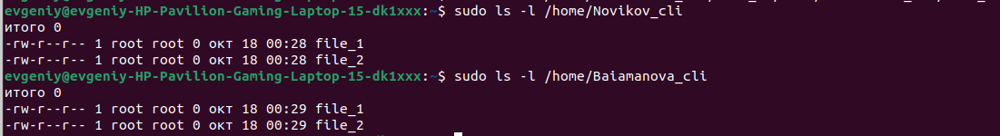 evgeniy@evgeniy-HP-Pavilion-Gaming-Laptop-15-dk1xxx:~$ sudo ls -l /home/Novikov_cli
итого 0
-rw-r--r-- 1 root root 0 окт 18 00:28 file_1
-rw-r--r-- 1 root root 0 окт 18 00:28 file_2
evgeniy@evgeniy-HP-Pavilion-Gaming-Laptop-15-dk1xxx:~$ sudo ls -l /home/Baiamanova_cli
итого 0
-rw-r--r-- 1 root root 0 окт 18 00:29 file_1
-rw-r--r-- 1 root root 0 окт 18 00:29 file_2